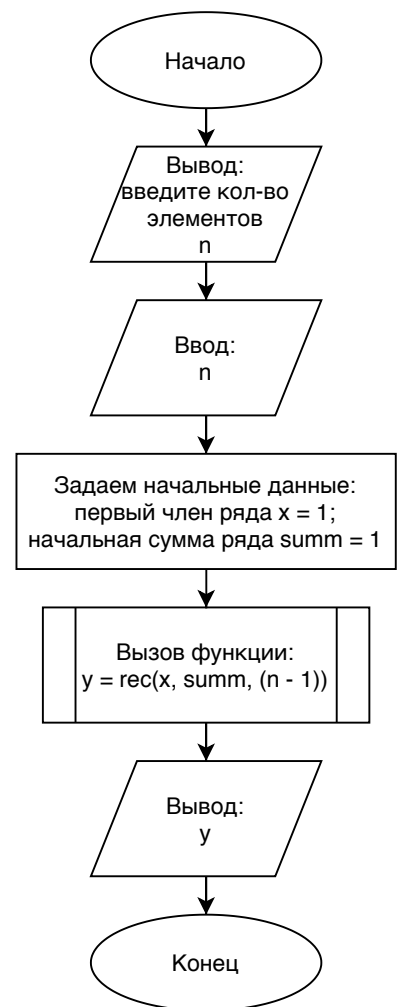 Начало
Вывод:
введите кол-во
элементов
n
Ввод:
n
Задаем начальные данные:
первый член ряда x = 1;
начальная сумма ряда summ = 1
Вызов функции:
y = rec(x, summ, (n - 1))
Вывод:
y
Конец